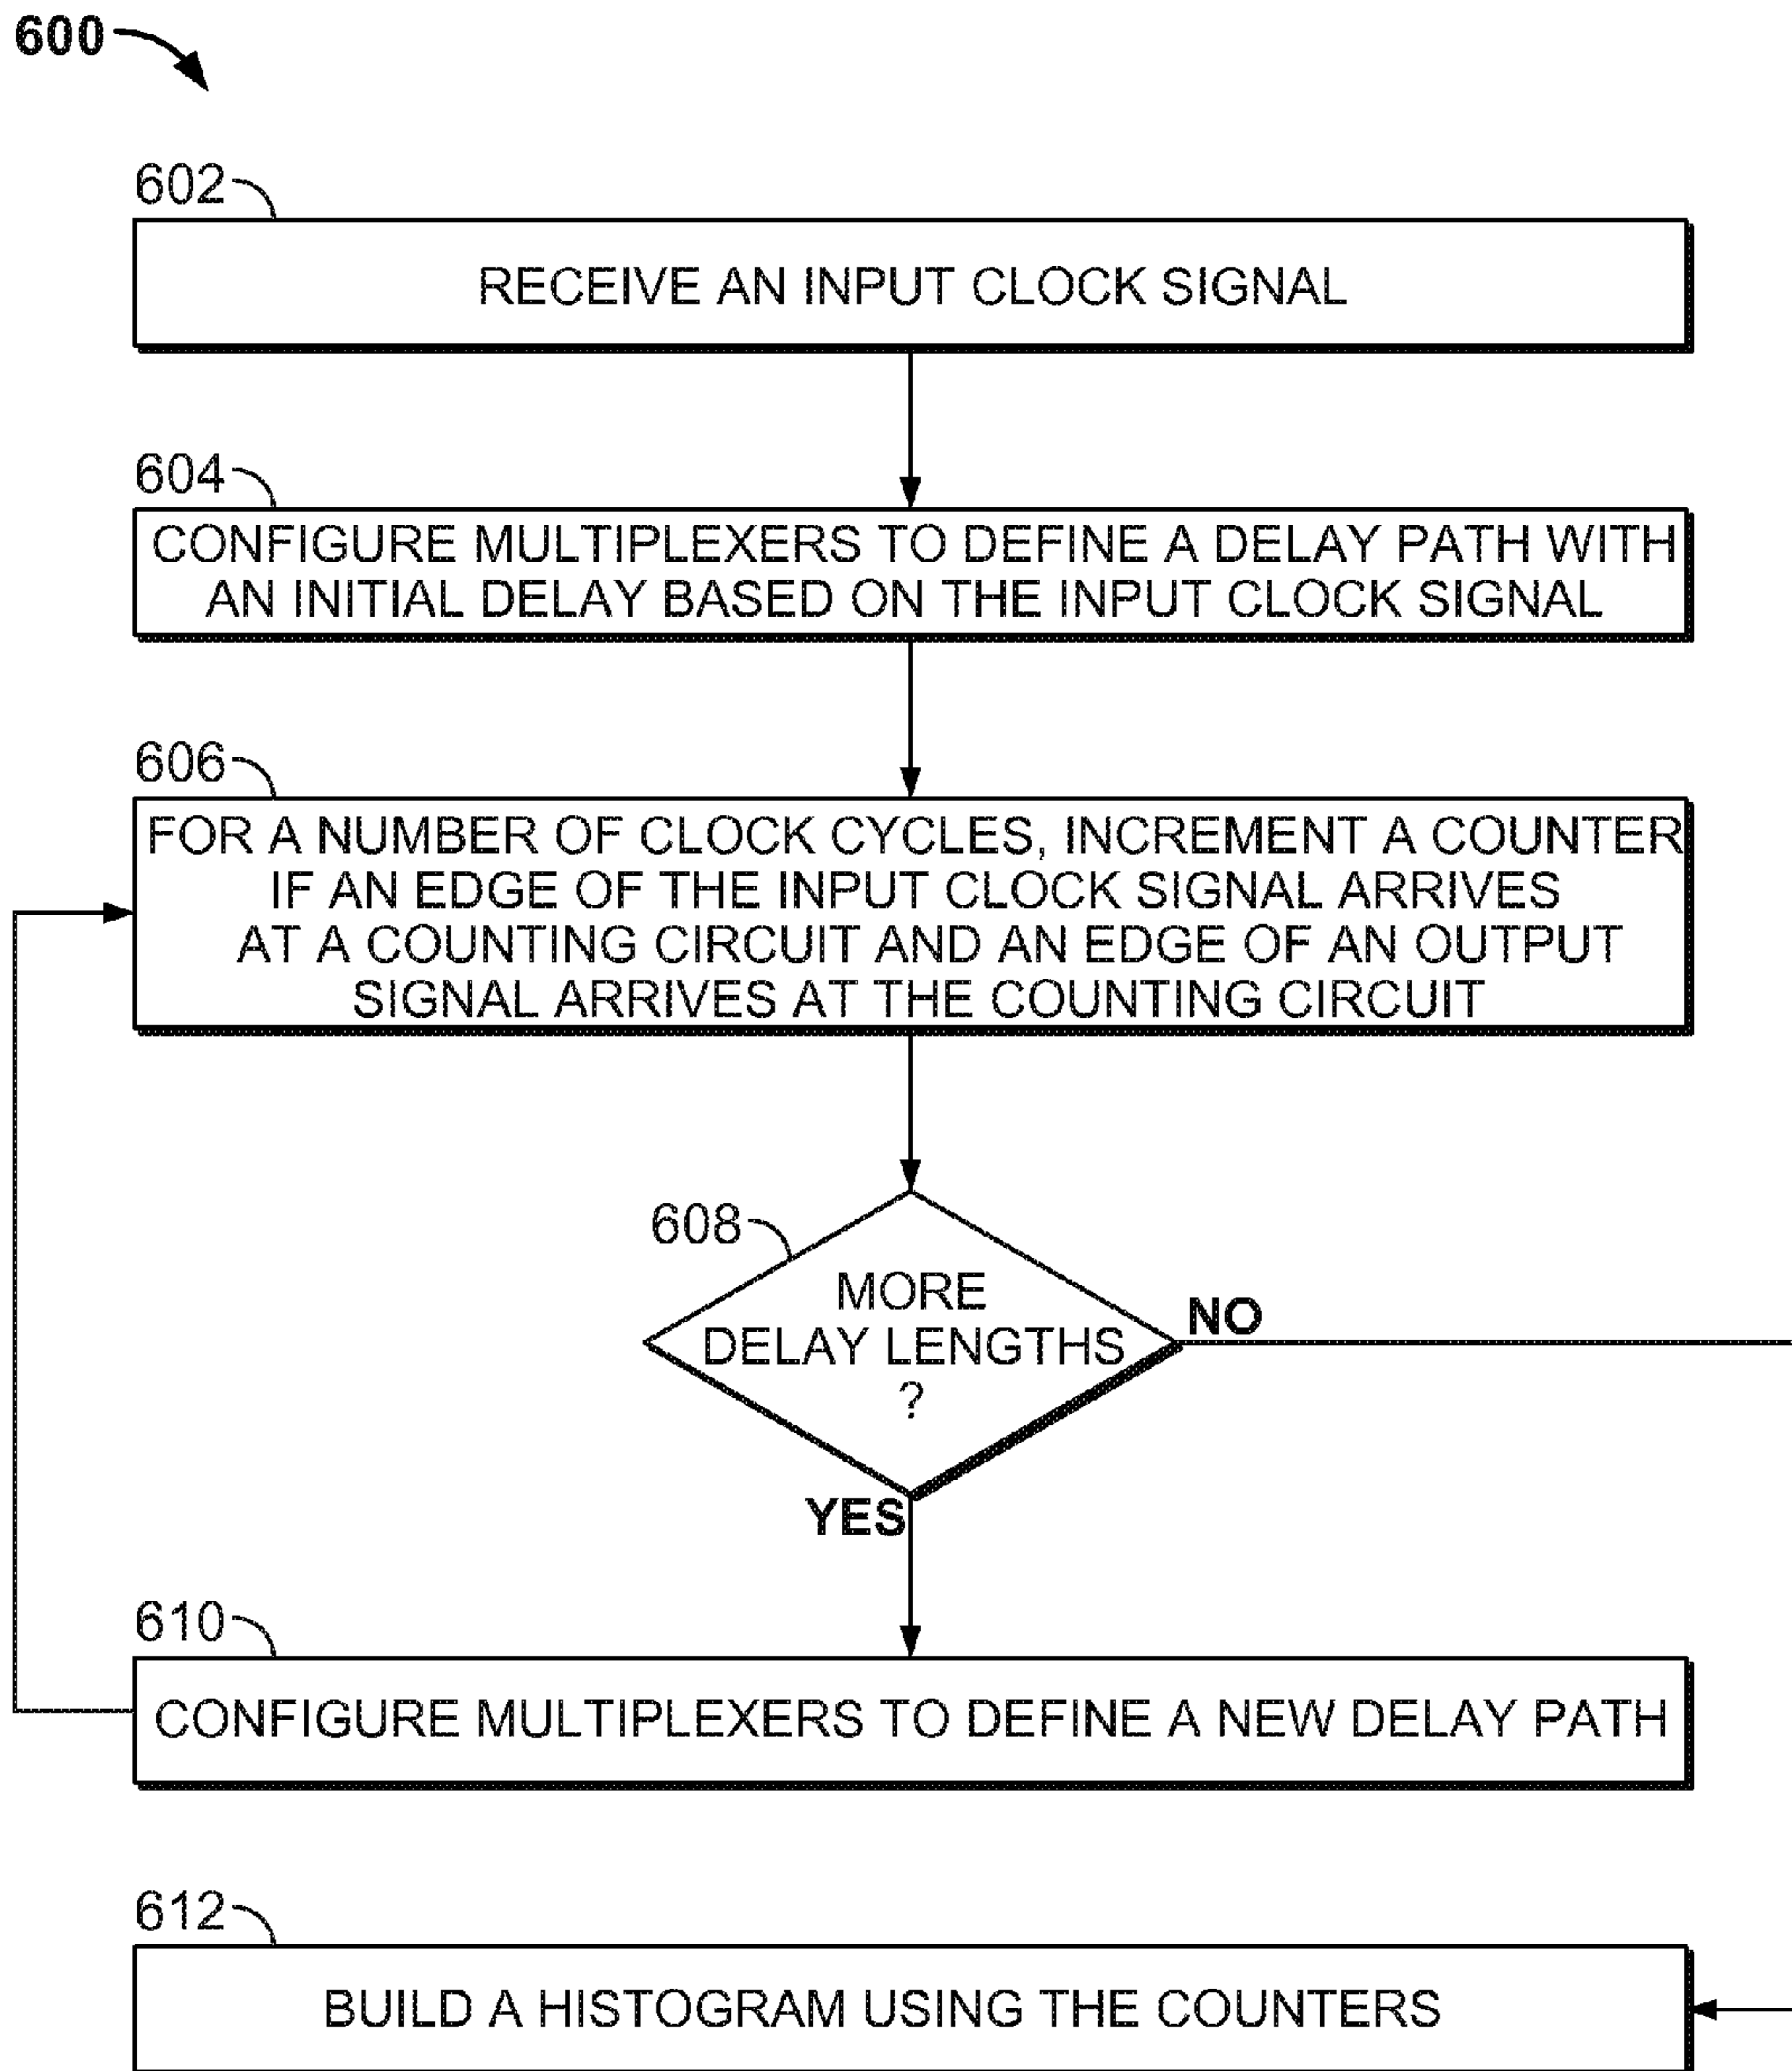 600
602
RECEIVE AN INPUT CLOCK SIGNAL
604
CONFIGURE MULTIPLEXERS TO DEFINE A DELAY PATH WITH
AN INITIAL DELAY BASED ON THE INPUT CLOCK SIGNAL
606
FOR A NUMBER OF CLOCK CYCLES, INCREMENT A COUNTER
IF AN EDGE OF THE INPUT CLOCK SIGNAL ARRIVES
AT A COUNTING CIRCUIT AND AN EDGE OF AN OUTPUT
SIGNAL ARRIVES AT THE COUNTING CIRCUIT
608
MORE
DELAY LENGTHS
?
NO
YES
610
CONFIGURE MULTIPLEXERS TO DEFINE A NEW DELAY PATH
612
BUILD A HISTOGRAM USING THE COUNTERS